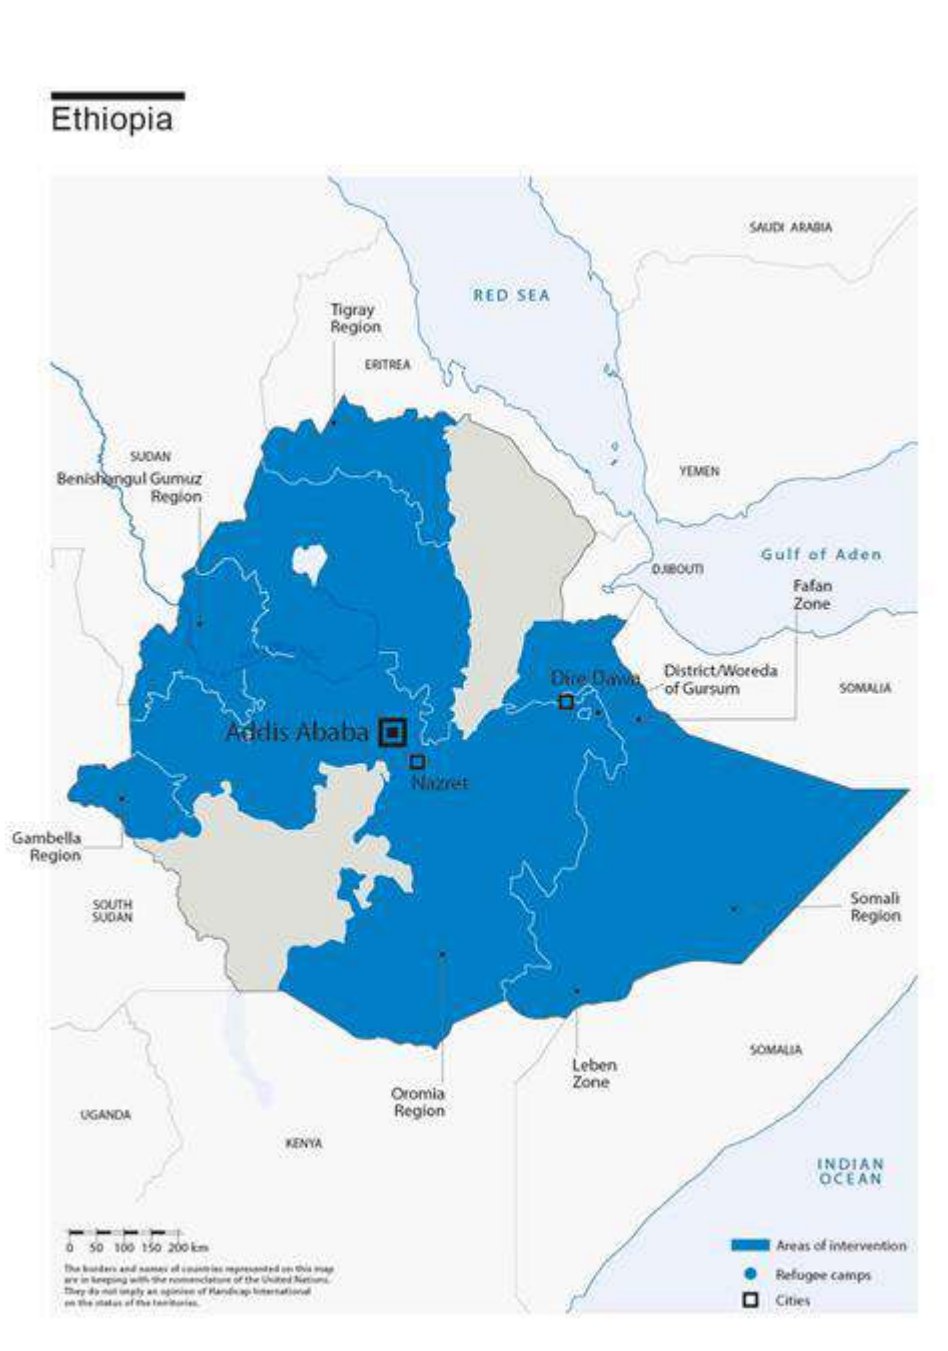 Ethiopia
SAUDI ARABIA
RED SEA
Tigray
Region
ERITREA
SUDAN
Benishangul Gumuz
Region
YEMEN
Gulf of Aden
DJIBOUTI
Fafan
Zone
Dire Dawa
District/Woreda
of Gursum
SOMALIA
Addis Ababa
Nazret
Gambella
Region
SOUTH
SUDAN
Somali
Region
SOMALIA
Leben
Zone
Oromia
Region
UGANDA
KENYA
INDIAN
OCEAN
0 50 100 150 200 km
The borders and names of countries represented on this map
are in keeping with the nomenclature of the United Nations.
They do not imply an opinion of Handicap International
on the status of the territories.
Areas of intervention
Refugee camps
Cities